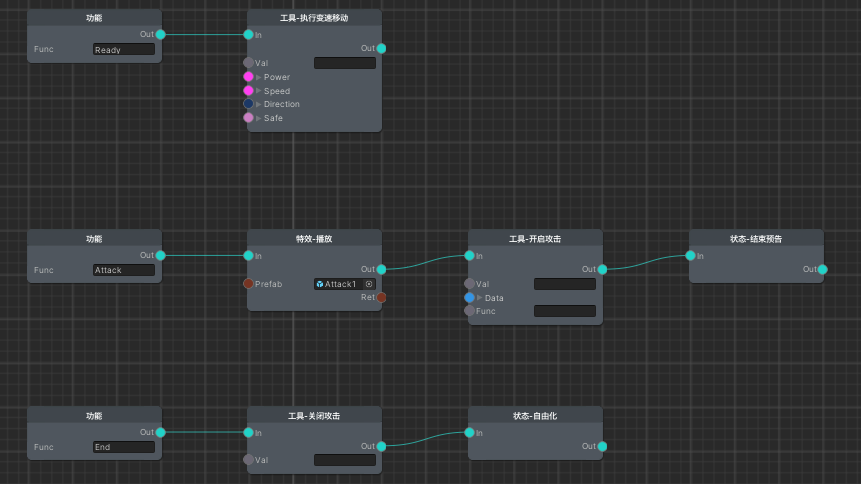 功能
Out
Func
Ready
工具-执行变速移动
In
Out
Val
Power
Speed
Direction
Safe
功能
Out
Func
Attack
特效-播放
In
Out
Prefab
Attack1
Ret
工具-开启攻击
In
Out
Val
Data
Func
状态-结束预告
In
Out
功能
Out
Func
End
工具-关闭攻击
In
Out
Val
状态-自由化
In
Out